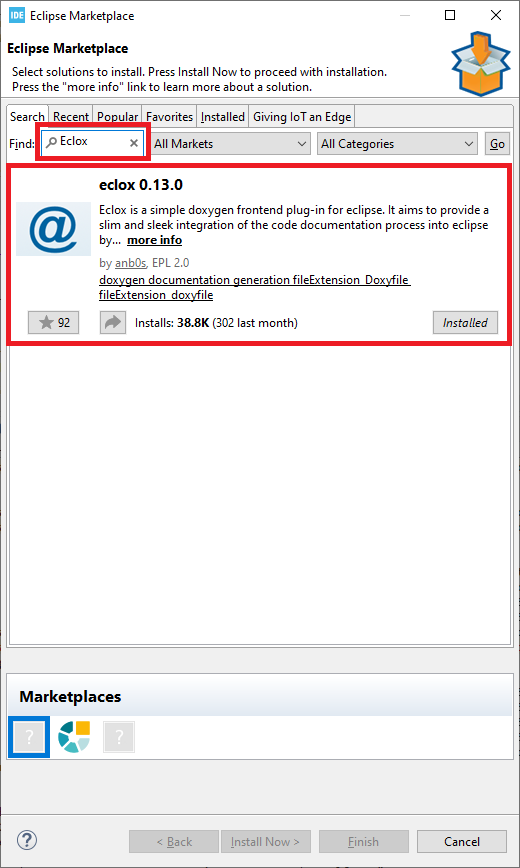 IDE Eclipse Marketplace
Eclipse Marketplace
Select solutions to install. Press Install Now to proceed with installation.
Press the "more info" link to learn more about a solution.
Search Recent Popular Favorites Installed Giving IoT an Edge
Find: Eclox All Markets All Categories Go
eclox 0.13.0
Eclox is a simple doxygen frontend plug-in for eclipse. It aims to provide a
slim and sleek integration of the code documentation process into eclipse
by... more info
by anb0s, EPL 2.0
doxygen documentation generation fileExtension_Doxyfile
fileExtension_doxyfile
92 Installs: 38.8K (302 last month) Installed
Marketplaces
? ?
? < Back Install Now > Finish Cancel